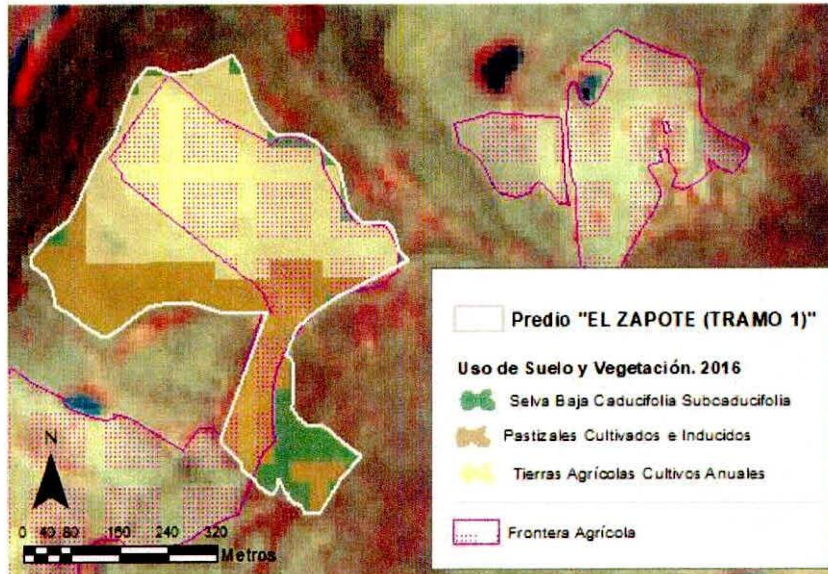 Predio "EL ZAPOTE (TRAMO 1)"
Uso de Suelo y Vegetación. 2016
Selva Baja Caducifolia Subcaducifolia
Pastizales Cultivados e Inducidos
Tierras Agrícolas Cultivos Anuales
Frontera Agrícola
N
0 40 80 160 240 320
Metros